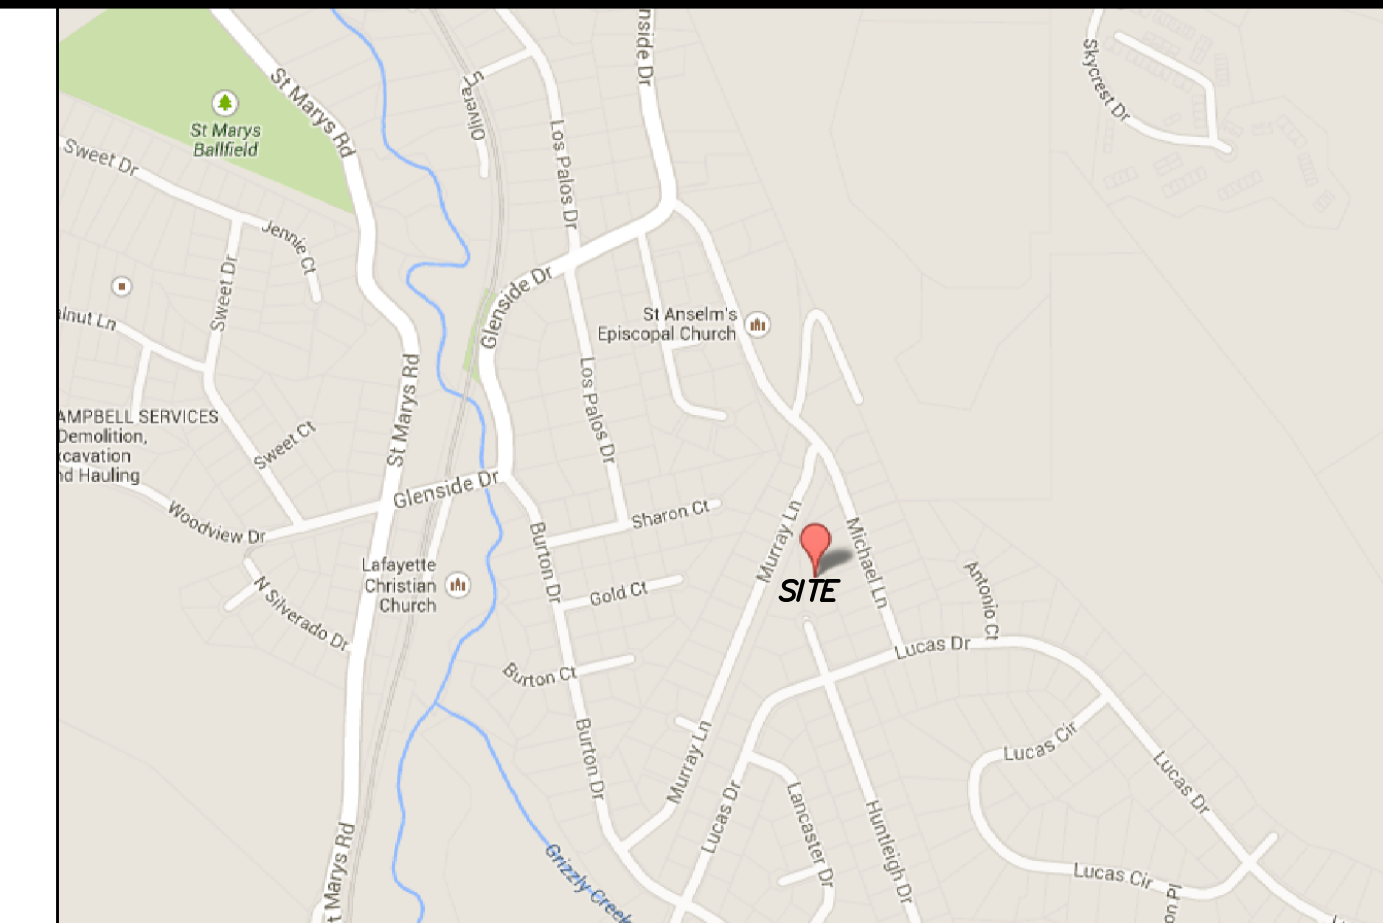 nside Dr
St Marys Rd
Skycrest Dr
St Marys
Ballfield
Olivera
Los Palos Dr
Sweet Dr
Jennie Ct
Sweet Dr
Glenside Dr
St Anselm's
Episcopal Church
alnut Ln
St Marys Rd
Los Palos Dr
AMPBELL SERVICES
Demolition,
xcavation
nd Hauling
Sweet Ct
Glenside Dr
Woodview Dr
Sharon Ct
Burton Dr
Murray Ln
Michael Ln
Lafayette
Christian
Church
SITE
Gold Ct
Antonio Ct
N Silverado Dr
Lucas Dr
Burton Ct
Burton Dr
Murray Ln
Lucas Cir
Lucas Dr
Lucas Dr
Lancaster Dr
Huntleigh Dr
t Marys Rd
Grizzly Creek
Lucas Cir
on Pl